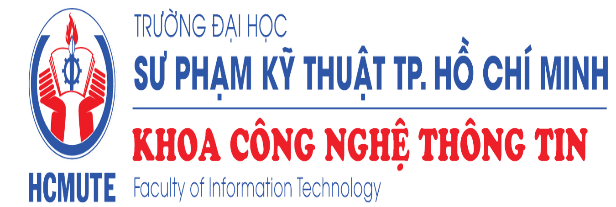 TRƯỜNG ĐẠI HỌC
SƯ PHẠM KỸ THUẬT TP. HỒ CHÍ MINH
KHOA CÔNG NGHỆ THÔNG TIN
HCMUTE
Faculty of Information Technology